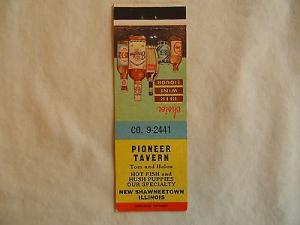 choice
BEER
WINE
LIQUOR
CO. 9-2441
PIONEER
TAVERN
Tom and Helen
HOT FISH and
HUSH PUPPIES
OUR SPECIALTY
NEW SHAWNEETOWN
ILLINOIS